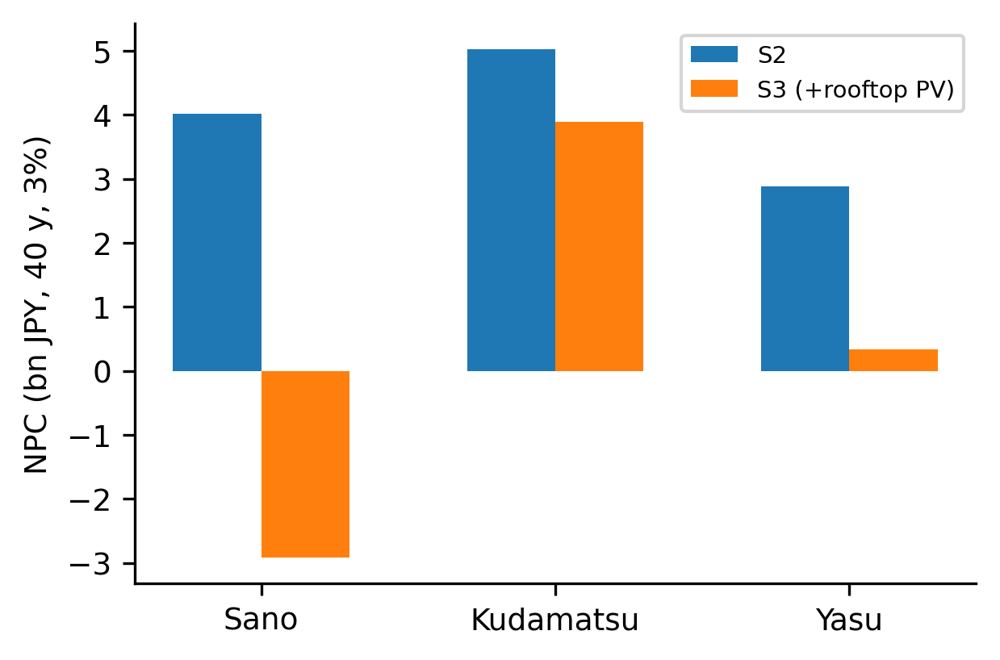 NPC (bn JPY, 40 y, 3%)
5
4
3
2
1
0
−1
−2
−3
S2
S3 (+rooftop PV)
Sano
Kudamatsu
Yasu